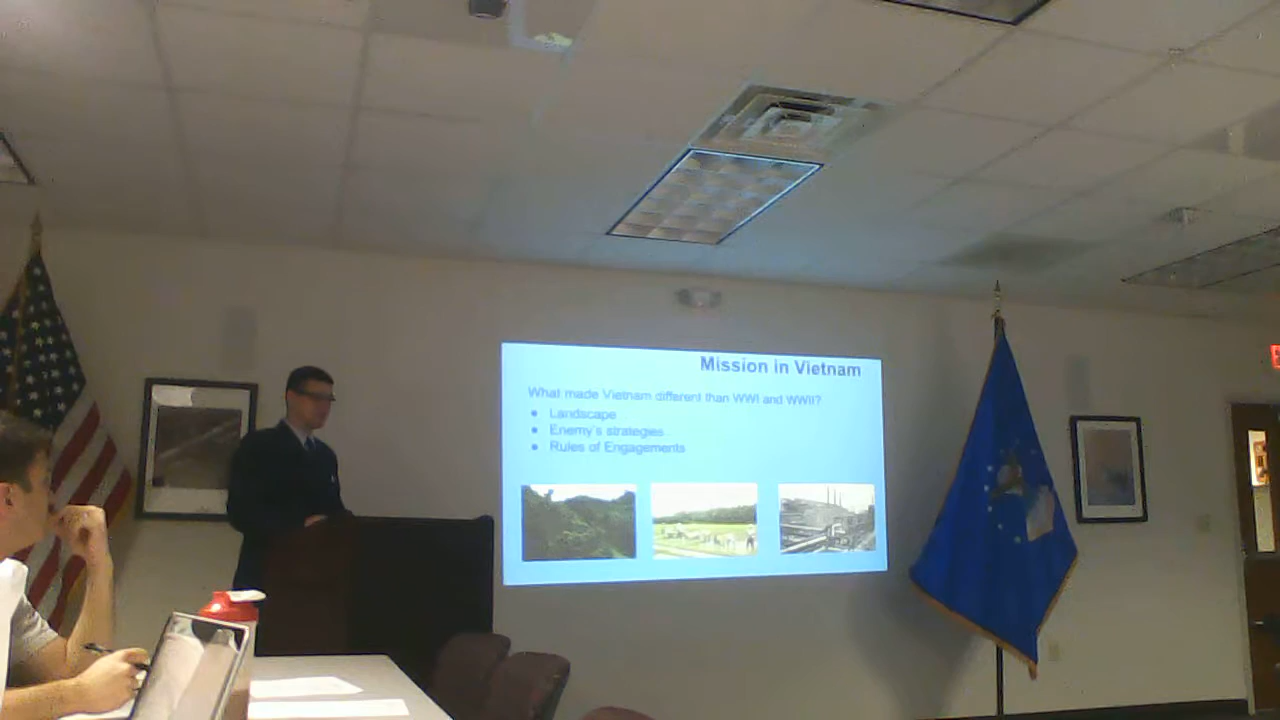 Mission in Vietnam
What made Vietnam different than WWI and WWII?
● Landscape
● Enemy's strategies
● Rules of Engagements